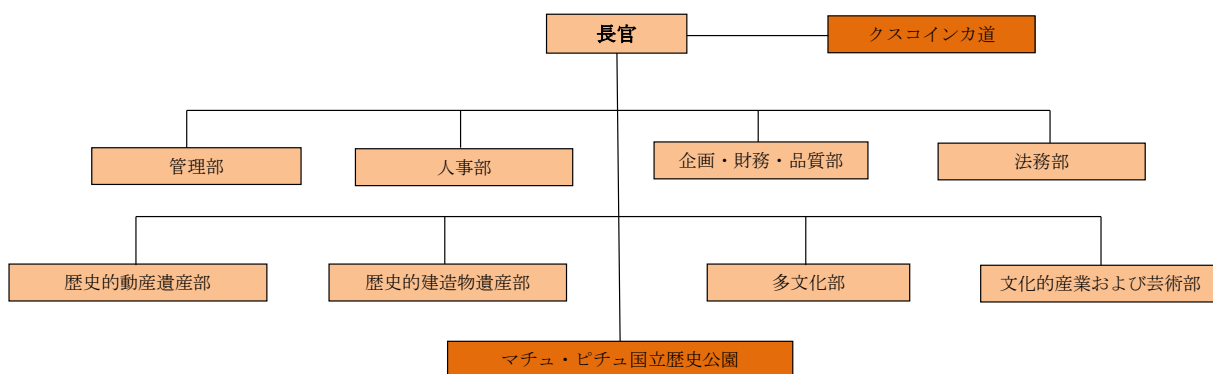 長官
クスコインカ道
管理部
人事部
企画・財務・品質部
法務部
歴史的動産遺産部
歴史的建造物遺産部
多文化部
文化的産業および芸術部
マチュ・ピチュ国立歴史公園